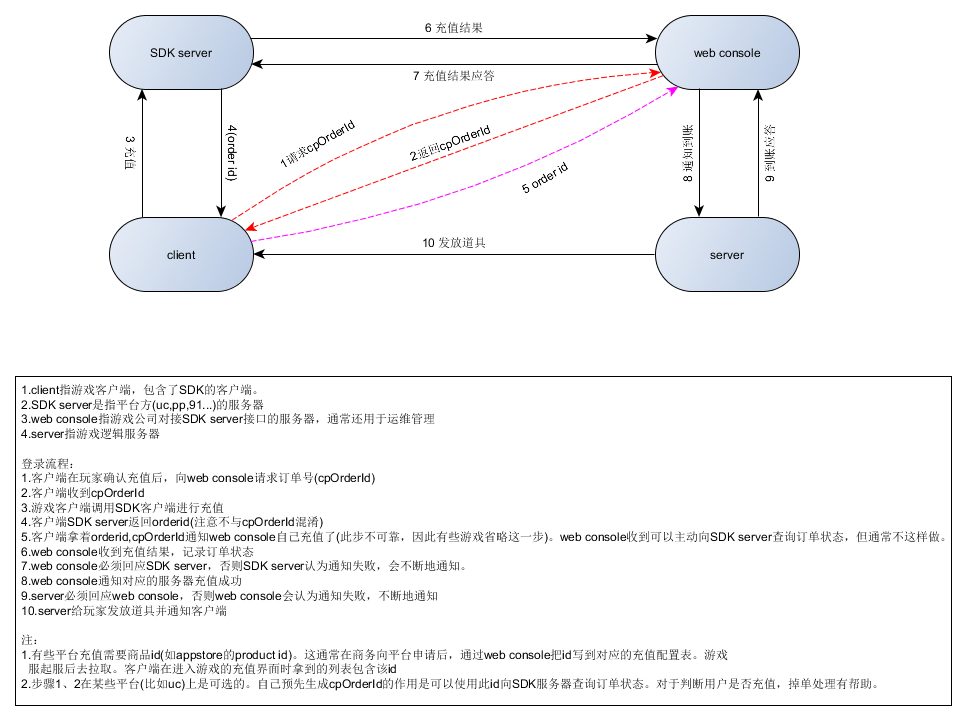 6 充值结果
SDK server
web console
7 充值结果应答
1请求cpOrderId
2返回cpOrderId
3 充值
4(order id)
5 order id
8 通知到账
9 到账应答
10 发放道具
client
server
1.client指游戏客户端，包含了SDK的客户端。
2.SDK server是指平台方(uc,pp,91...)的服务器
3.web console指游戏公司对接SDK server接口的服务器，通常还用于运维管理
4.server指游戏逻辑服务器
登录流程：
1.客户端在玩家确认充值后，向web console请求订单号(cpOrderId)
2.客户端收到cpOrderId
3.游戏客户端调用SDK客户端进行充值
4.客户端SDK server返回orderid(注意不与cpOrderId混淆)
5.客户端拿着orderid,cpOrderId通知web console自己充值了(此步不可靠，因此有些游戏省略这一步)。web console收到可以主动向SDK server查询订单状态，但通常不这样做。
6.web console收到充值结果，记录订单状态
7.web console必须回应SDK server，否则SDK server认为通知失败，会不断地通知。
8.web console通知对应的服务器充值成功
9.server必须回应web console，否则web console会认为通知失败，不断地通知
10.server给玩家发放道具并通知客户端
注：
1.有些平台充值需要商品id(如appstore的product id)。这通常在商务向平台申请后，通过web console把id写到对应的充值配置表。游戏
服起服后去拉取。客户端在进入游戏的充值界面时拿到的列表包含该id
2.步骤1、2在某些平台(比如uc)上是可选的。自己预先生成cpOrderId的作用是可以使用此id向SDK服务器查询订单状态。对于判断用户是否充值，掉单处理有帮助。